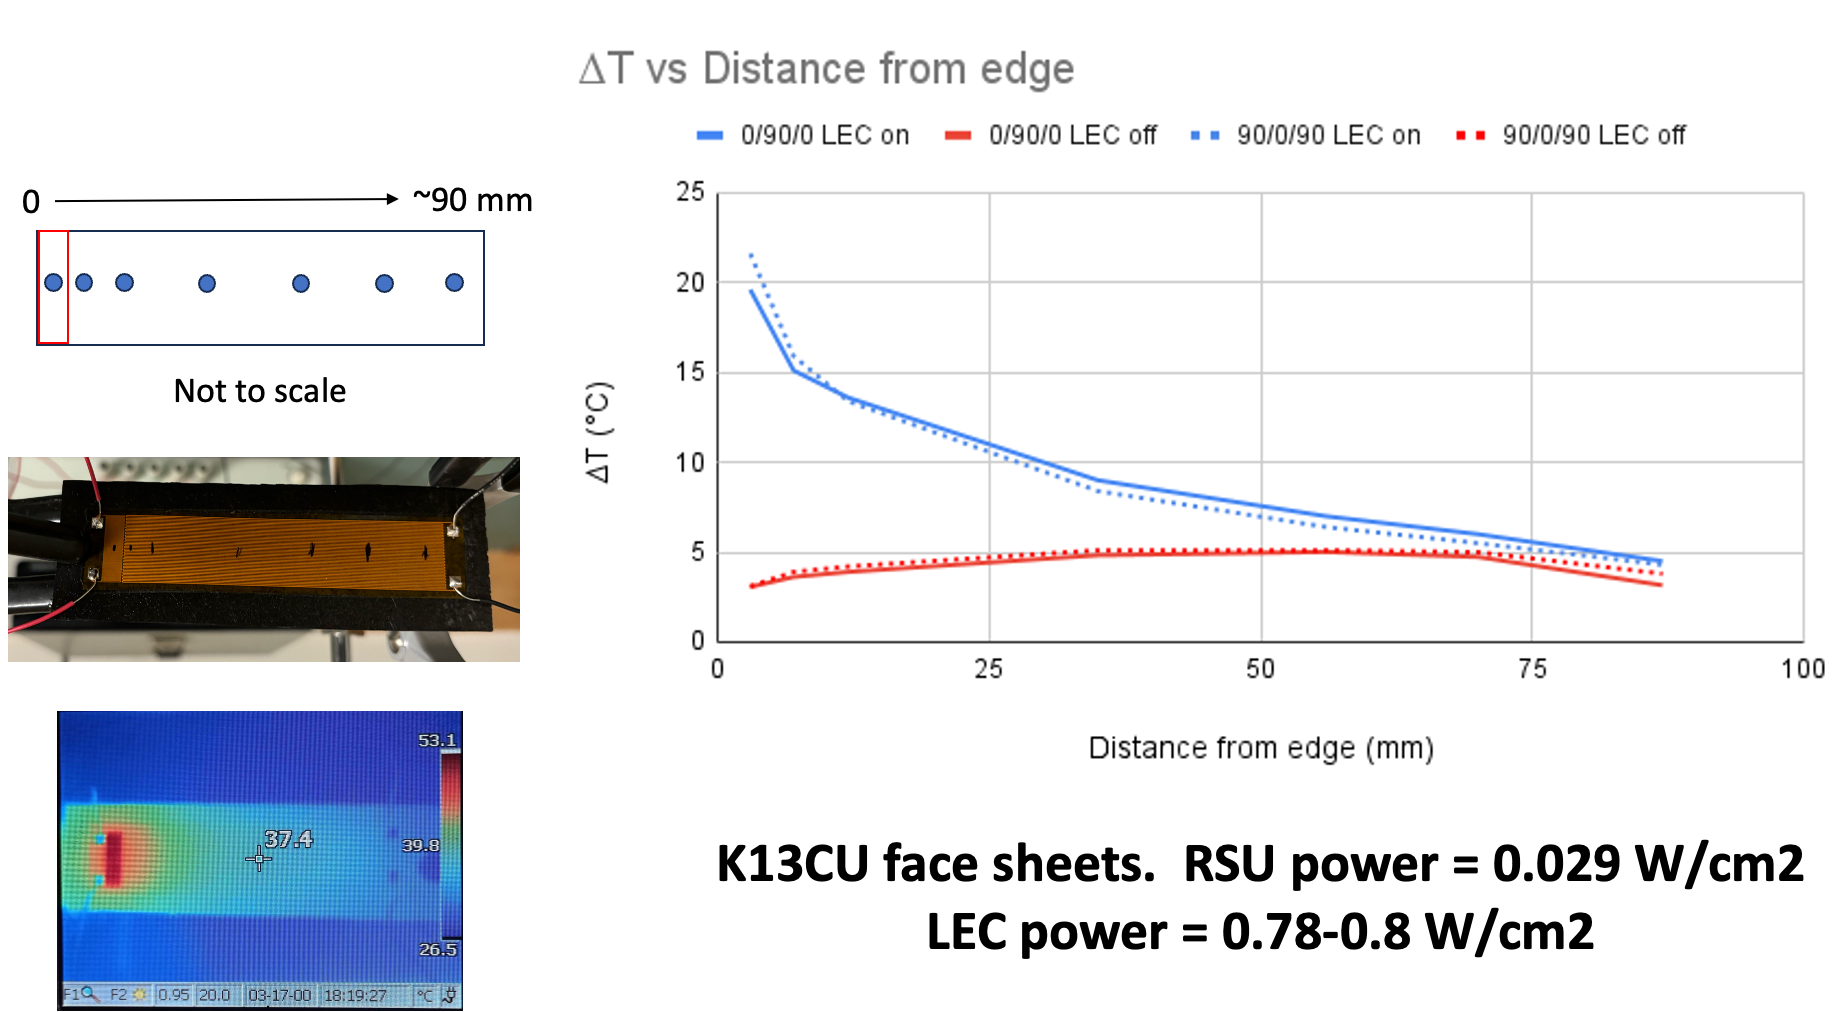 ΔT vs Distance from edge
0/90/0 LEC on
0/90/0 LEC off
90/0/90 LEC on
90/0/90 LEC off
0
~90 mm
Not to scale
25
20
15
10
5
0
ΔT (°C)
0
25
50
75
100
Distance from edge (mm)
53.1
37.4
39.8
26.5
F1 F2 0.95 20.0 03-17-00 18:19:27 °C
K13CU face sheets. RSU power = 0.029 W/cm2
LEC power = 0.78-0.8 W/cm2